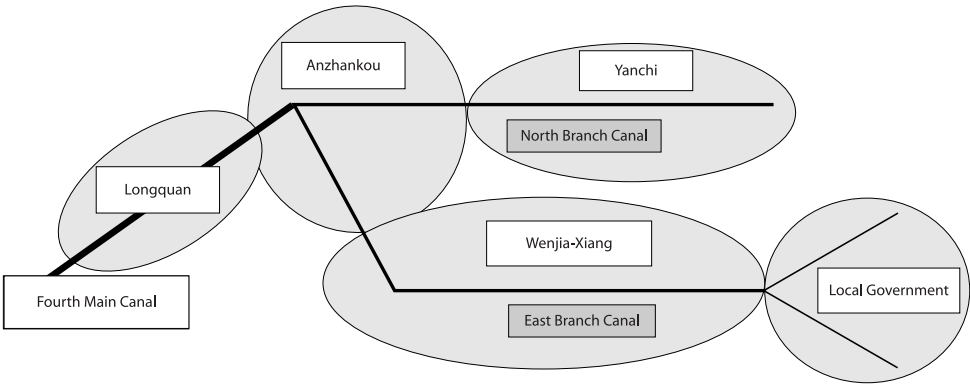 Anzhankou
Yanchi
North Branch Canal
Longquan
Wenjia-Xiang
Fourth Main Canal
Local Government
East Branch Canal